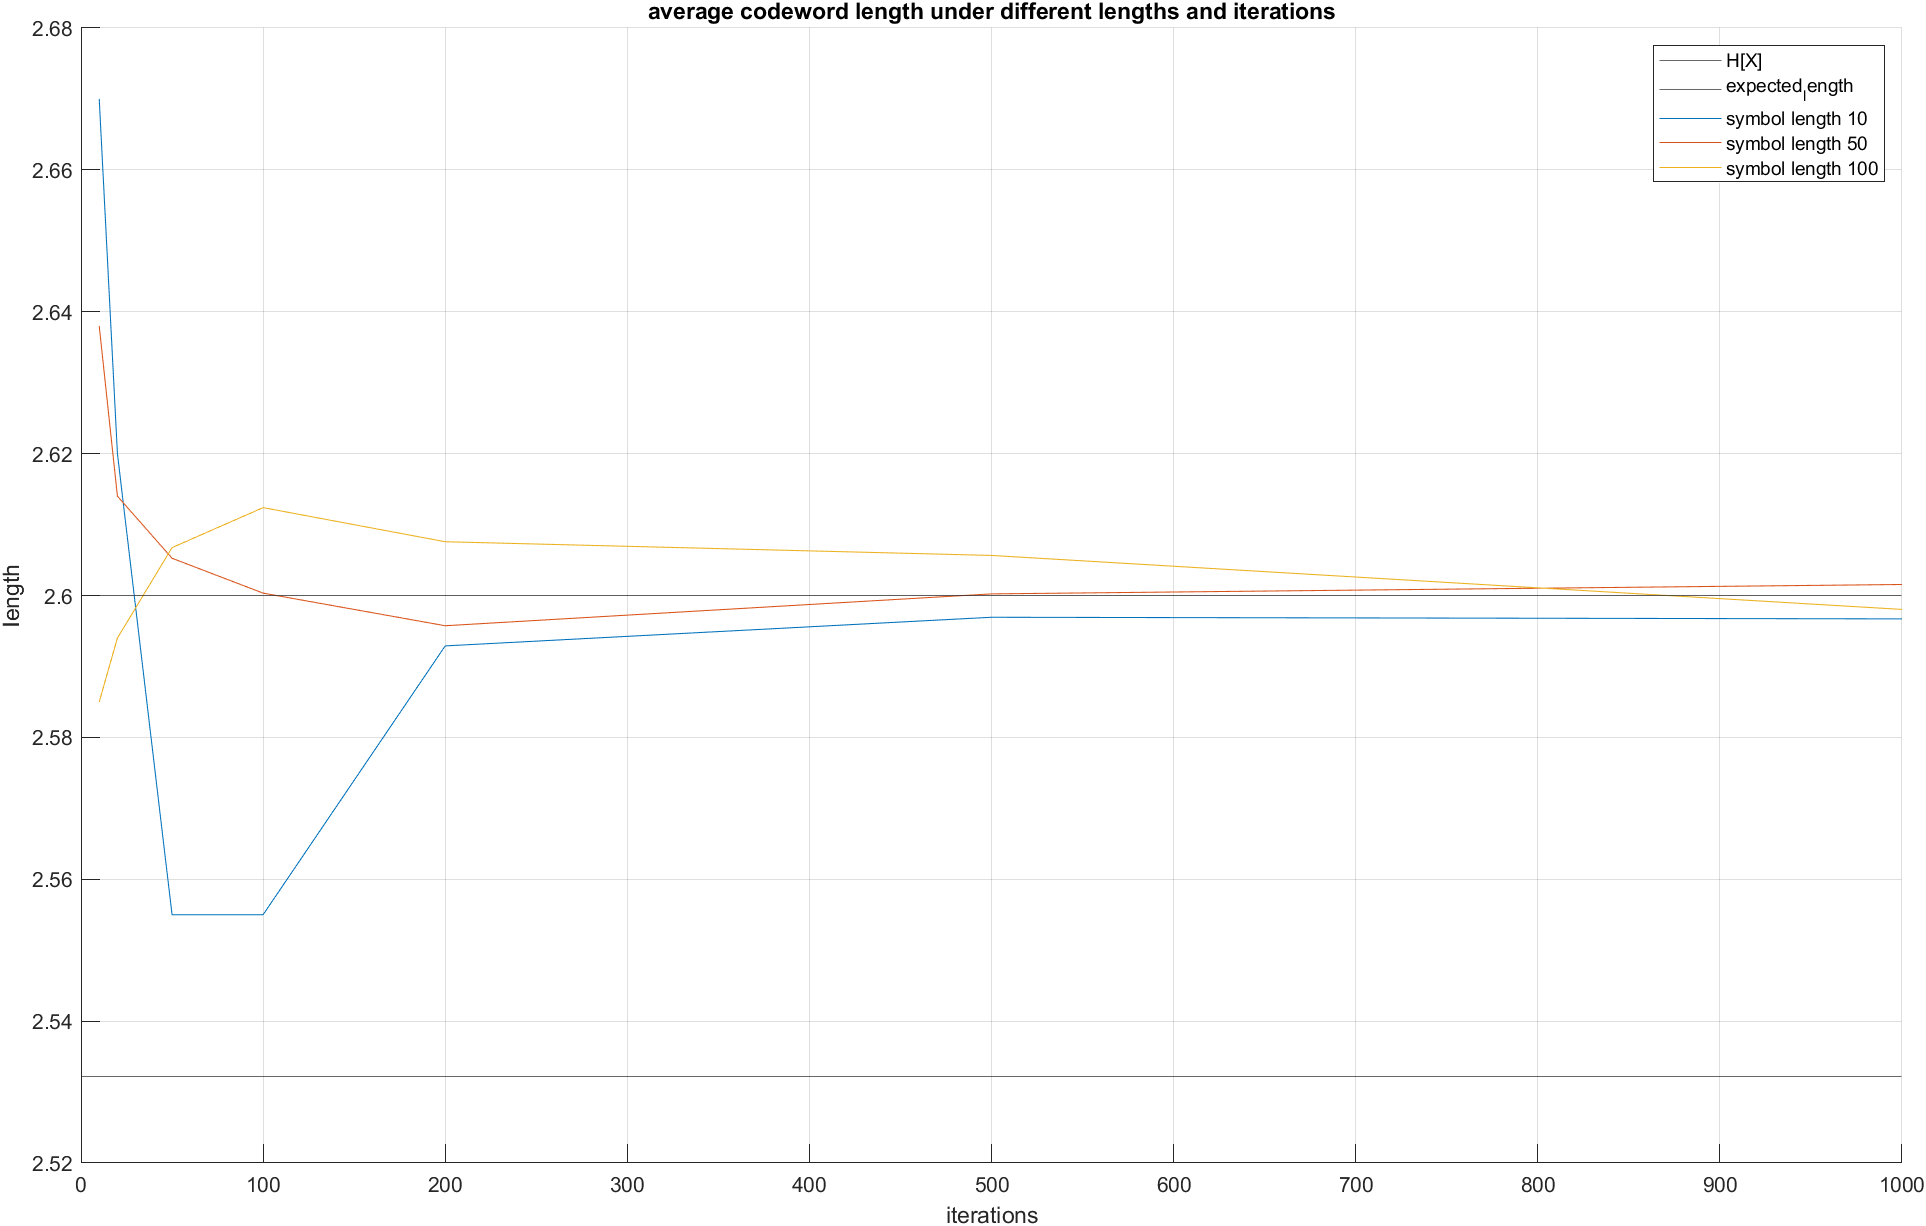 average codeword length under different lengths and iterations
2.68
2.66
2.64
2.62
2.6
2.58
2.56
2.54
2.52
length
H[X]
expected_length
symbol length 10
symbol length 50
symbol length 100
0 100 200 300 400 500 600 700 800 900 1000
iterations